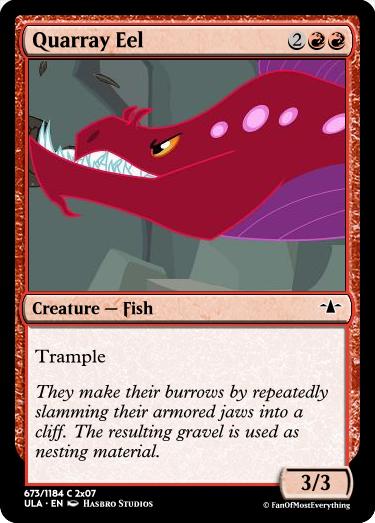 Quarray Eel 2
Creature — Fish
Trample
They make their burrows by repeatedly
slamming their armored jaws into a
cliff. The resulting gravel is used as
nesting material.
3/3
673/1184 C 2x07
ULA • EN Hasbro Studios © FanOfMostEverything